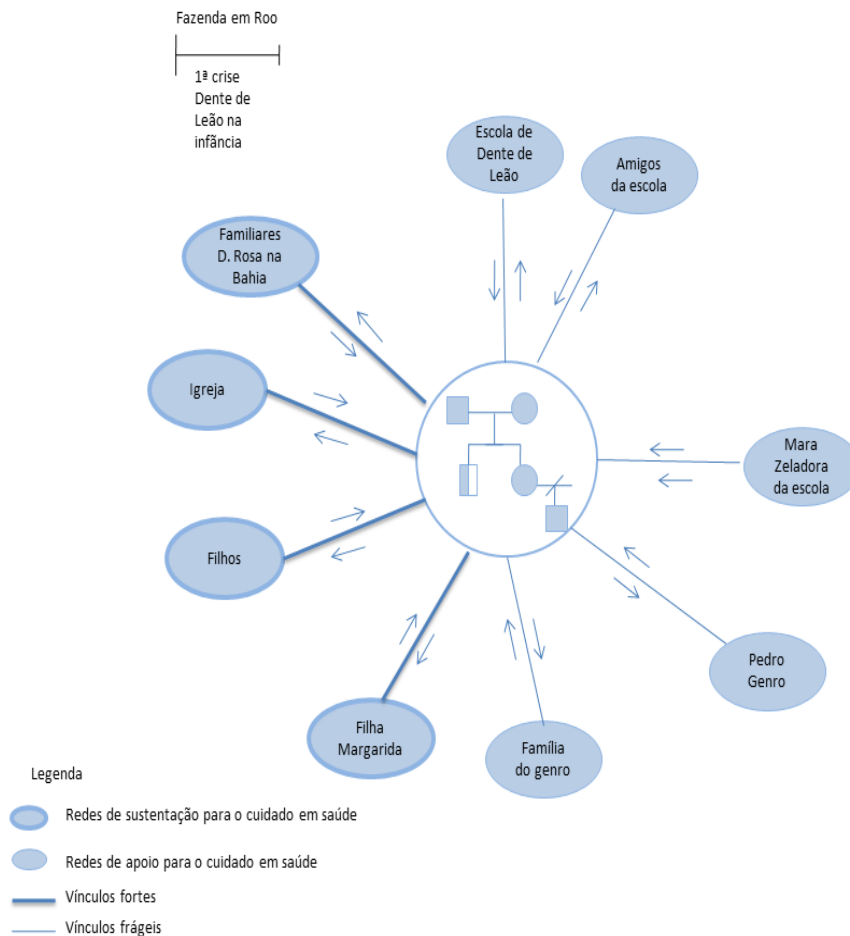 Fazenda em Roo
1ª crise
Dente de
Leão na
infância
Escola de
Dente de
Leão
Amigos
da escola
Familiares
D. Rosa na
Bahia
Igreja
Mara
Zeladora
da escola
Filhos
Pedro
Genro
Filha
Margarida
Família
do genro
Legenda
Redes de sustentação para o cuidado em saúde
Redes de apoio para o cuidado em saúde
Vínculos fortes
Vínculos frágeis